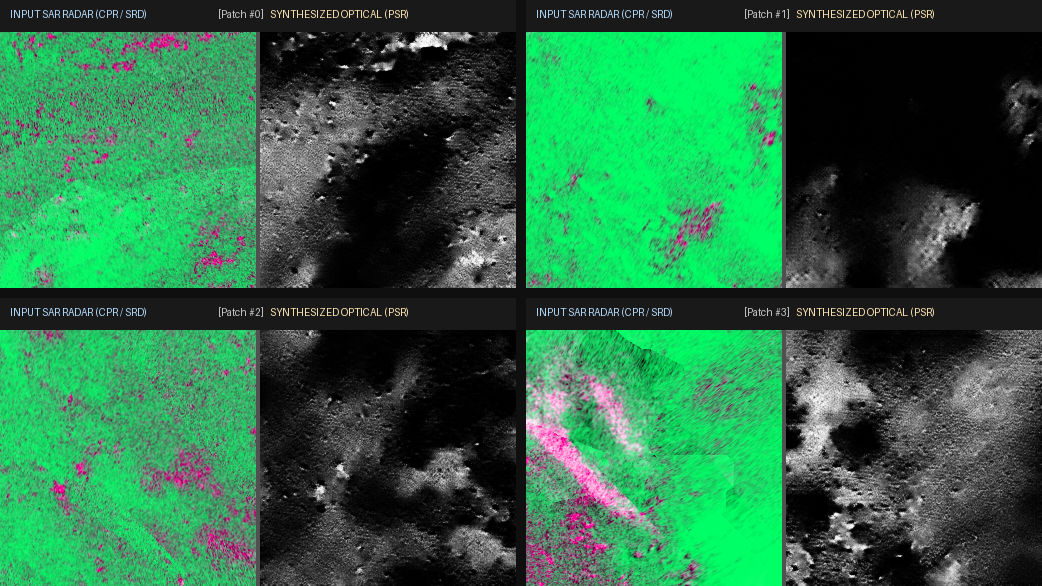 INPUT SAR RADAR (CPR / SRD) [Patch #0] SYNTHESIZED OPTICAL (PSR)
INPUT SAR RADAR (CPR / SRD) [Patch #1] SYNTHESIZED OPTICAL (PSR)
INPUT SAR RADAR (CPR / SRD) [Patch #2] SYNTHESIZED OPTICAL (PSR)
INPUT SAR RADAR (CPR / SRD) [Patch #3] SYNTHESIZED OPTICAL (PSR)